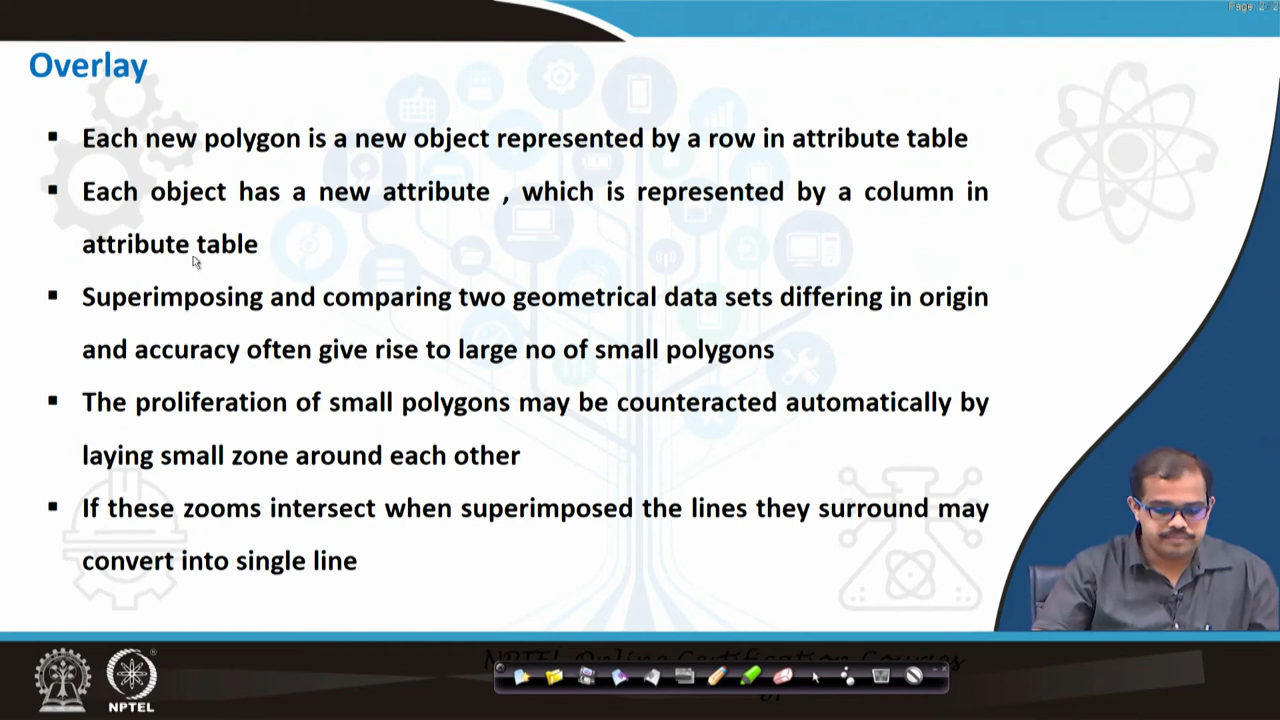 Page 2/2
Overlay
▪ Each new polygon is a new object represented by a row in attribute table
▪ Each object has a new attribute , which is represented by a column in
attribute table
▪ Superimposing and comparing two geometrical data sets differing in origin
and accuracy often give rise to large no of small polygons
▪ The proliferation of small polygons may be counteracted automatically by
laying small zone around each other
▪ If these zooms intersect when superimposed the lines they surround may
convert into single line
NPTEL Online Certification Courses
NPTEL